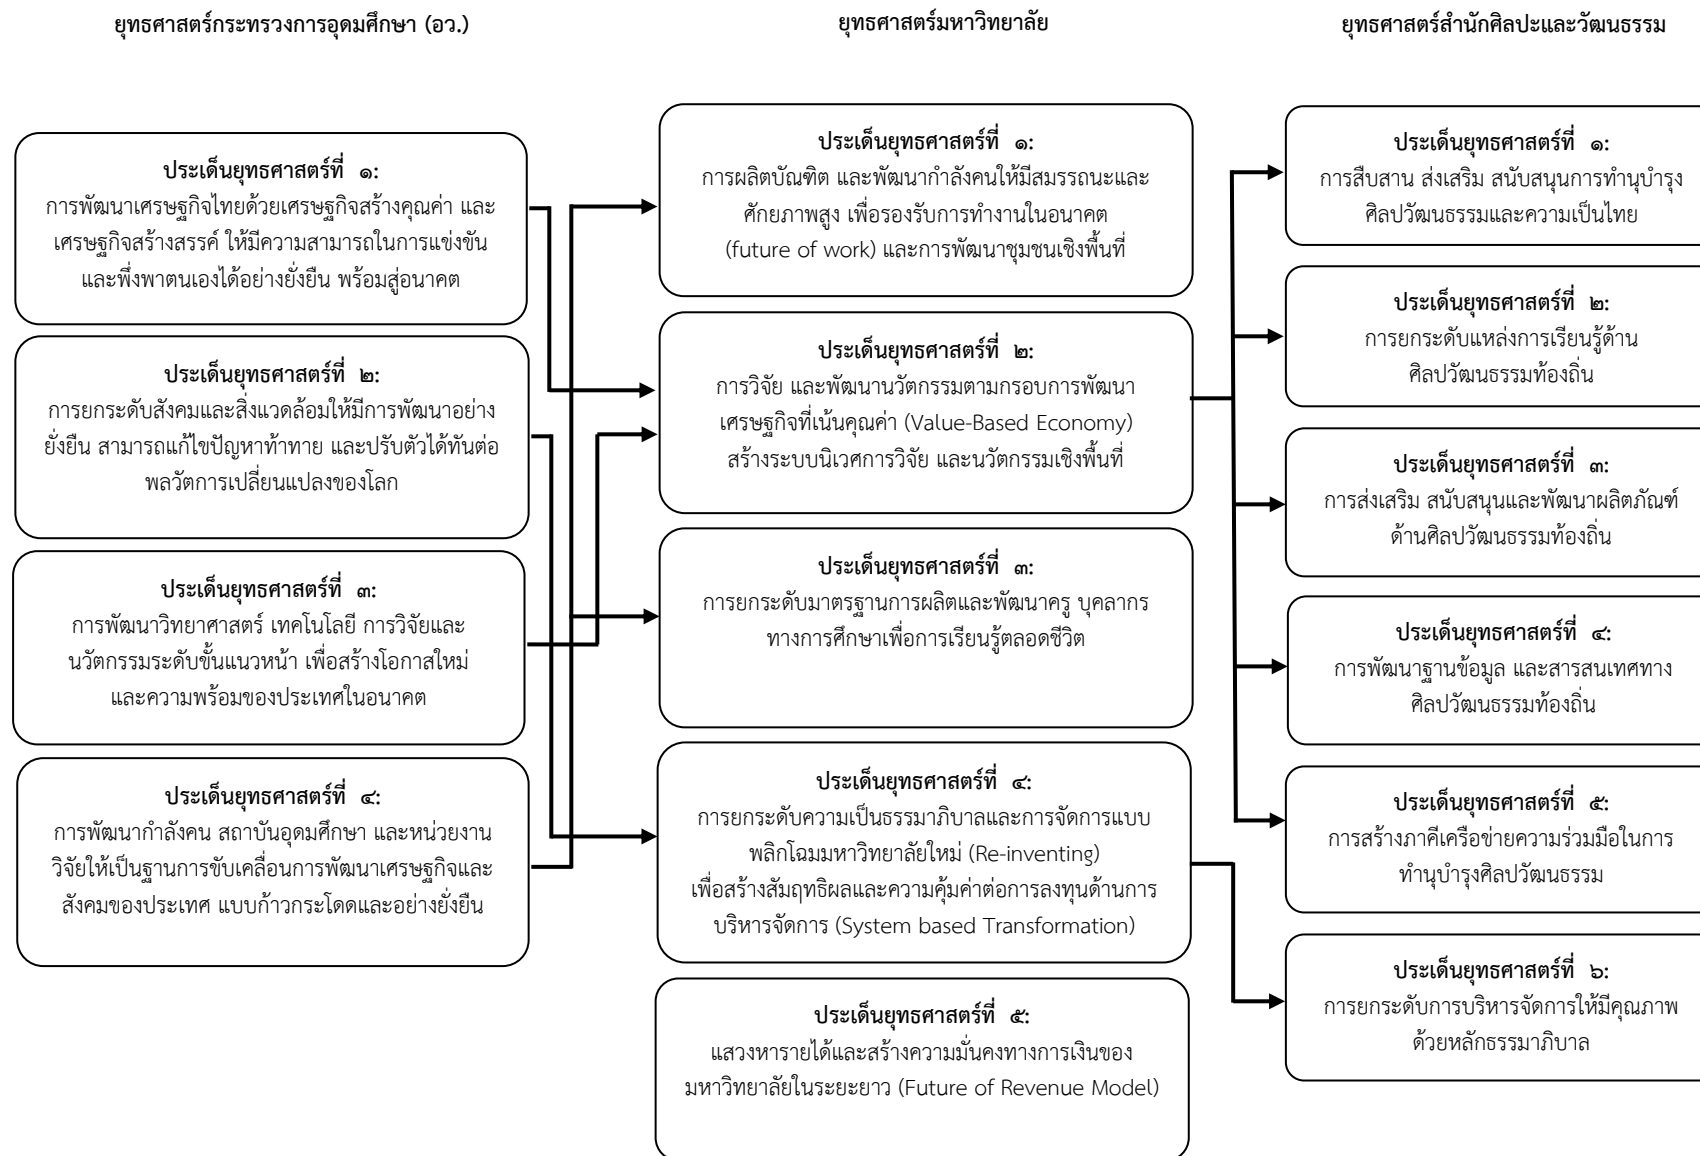 ยุทธศาสตร์กระทรวงการอุดมศึกษา (อว.)
ประเด็นยุทธศาสตร์ที่ ๑:
การพัฒนาเศรษฐกิจไทยด้วยเศรษฐกิจสร้างคุณค่า และ
เศรษฐกิจสร้างสรรค์ ให้มีความสามารถในการแข่งขัน
และพึ่งพาตนเองได้อย่างยั่งยืน พร้อมสู่อนาคต
ประเด็นยุทธศาสตร์ที่ ๒:
การยกระดับสังคมและสิ่งแวดล้อมให้มีการพัฒนาอย่าง
ยั่งยืน สามารถแก้ไขปัญหาท้าทาย และปรับตัวได้ทันต่อ
พลวัตการเปลี่ยนแปลงของโลก
ประเด็นยุทธศาสตร์ที่ ๓:
การพัฒนาวิทยาศาสตร์ เทคโนโลยี การวิจัยและ
นวัตกรรมระดับขั้นแนวหน้า เพื่อสร้างโอกาสใหม่
และความพร้อมของประเทศในอนาคต
ประเด็นยุทธศาสตร์ที่ ๔:
การพัฒนากำลังคน สถาบันอุดมศึกษา และหน่วยงาน
วิจัยให้เป็นฐานการขับเคลื่อนการพัฒนาเศรษฐกิจและ
สังคมของประเทศ แบบก้าวกระโดดและอย่างยั่งยืน
ยุทธศาสตร์มหาวิทยาลัย
ประเด็นยุทธศาสตร์ที่ ๑:
การผลิตบัณฑิต และพัฒนากำลังคนให้มีสมรรถนะและ
ศักยภาพสูง เพื่อรองรับการทำงานในอนาคต
(future of work) และการพัฒนาชุมชนเชิงพื้นที่
ประเด็นยุทธศาสตร์ที่ ๒:
การวิจัย และพัฒนานวัตกรรมตามกรอบการพัฒนา
เศรษฐกิจที่เน้นคุณค่า (Value-Based Economy)
สร้างระบบนิเวศการวิจัย และนวัตกรรมเชิงพื้นที่
ประเด็นยุทธศาสตร์ที่ ๓:
การยกระดับมาตรฐานการผลิตและพัฒนาครู บุคลากร
ทางการศึกษาเพื่อการเรียนรู้ตลอดชีวิต
ประเด็นยุทธศาสตร์ที่ ๔:
การยกระดับความเป็นธรรมาภิบาลและการจัดการแบบ
พลิกโฉมมหาวิทยาลัยใหม่ (Re-inventing)
เพื่อสร้างสัมฤทธิผลและความคุ้มค่าต่อการลงทุนด้านการ
บริหารจัดการ (System based Transformation)
ประเด็นยุทธศาสตร์ที่ ๕:
แสวงหารายได้และสร้างความมั่นคงทางการเงินของ
มหาวิทยาลัยในระยะยาว (Future of Revenue Model)
ยุทธศาสตร์สำนักศิลปะและวัฒนธรรม
ประเด็นยุทธศาสตร์ที่ ๑:
การสืบสาน ส่งเสริม สนับสนุนการทำนุบำรุง
ศิลปวัฒนธรรมและความเป็นไทย
ประเด็นยุทธศาสตร์ที่ ๒:
การยกระดับแหล่งการเรียนรู้ด้าน
ศิลปวัฒนธรรมท้องถิ่น
ประเด็นยุทธศาสตร์ที่ ๓:
การส่งเสริม สนับสนุนและพัฒนาผลิตภัณฑ์
ด้านศิลปวัฒนธรรมท้องถิ่น
ประเด็นยุทธศาสตร์ที่ ๔:
การพัฒนาฐานข้อมูล และสารสนเทศทาง
ศิลปวัฒนธรรมท้องถิ่น
ประเด็นยุทธศาสตร์ที่ ๕:
การสร้างภาคีเครือข่ายความร่วมมือในการ
ทำนุบำรุงศิลปวัฒนธรรม
ประเด็นยุทธศาสตร์ที่ ๖:
การยกระดับการบริหารจัดการให้มีคุณภาพ
ด้วยหลักธรรมาภิบาล